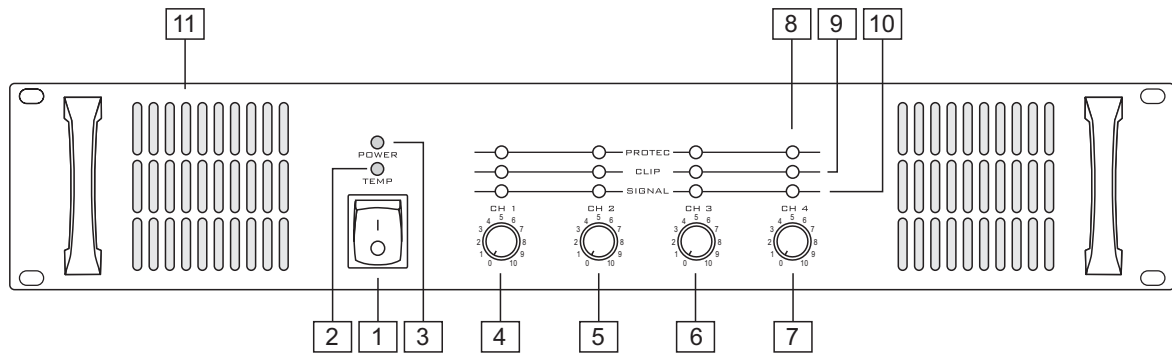 11 8 9 10
POWER
TEMP
PROTEC
CLIP
SIGNAL
CH 1 CH 2 CH 3 CH 4
0 1 2 3 4 5 6 7 8 9 10
0 1 2 3 4 5 6 7 8 9 10
0 1 2 3 4 5 6 7 8 9 10
0 1 2 3 4 5 6 7 8 9 10
2 1 3 4 5 6 7